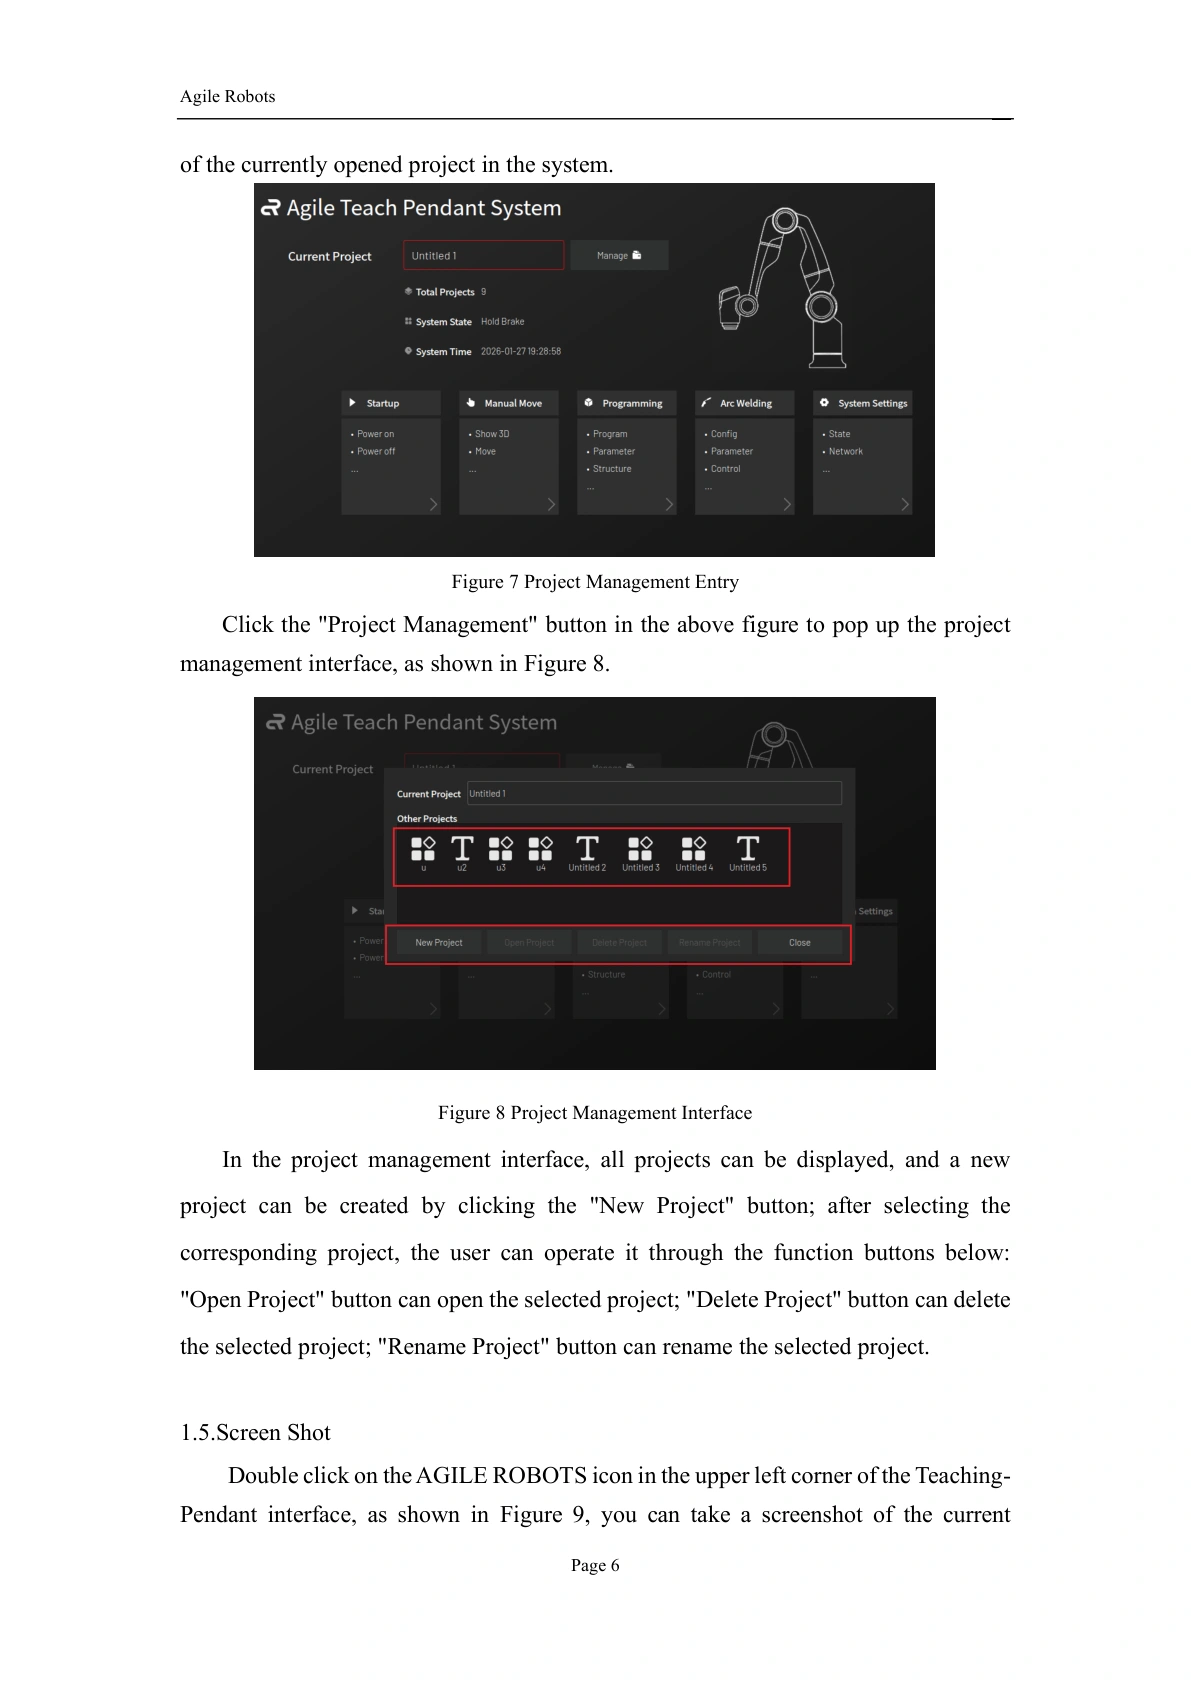 Agile Robots
of the currently opened project in the system.
Agile Teach Pendant System
Current Project
Untitled 1
Manage
Total Projects 9
System State Hold Brake
System Time 2026-01-27 19:28:58
Startup
• Power on
• Power off
...
Manual Move
• Show 3D
• Move
...
Programming
• Program
• Parameter
• Structure
...
Arc Welding
• Config
• Parameter
• Control
...
System Settings
• State
• Network
...
Figure 7 Project Management Entry
Click the "Project Management" button in the above figure to pop up the project
management interface, as shown in Figure 8.
Agile Teach Pendant System
Current Project
Current Project Untitled 1
Other Projects
u u2 u3 u4 Untitled 2 Untitled 3 Untitled 4 Untitled 5
Settings
• Power
• Power
New Project Open Project Delete Project Rename Project Close
...
...
• Structure
...
• Control
...
...
Figure 8 Project Management Interface
In the project management interface, all projects can be displayed, and a new
project can be created by clicking the "New Project" button; after selecting the
corresponding project, the user can operate it through the function buttons below:
"Open Project" button can open the selected project; "Delete Project" button can delete
the selected project; "Rename Project" button can rename the selected project.
1.5.Screen Shot
Double click on the AGILE ROBOTS icon in the upper left corner of the Teaching-
Pendant interface, as shown in Figure 9, you can take a screenshot of the current
Page 6